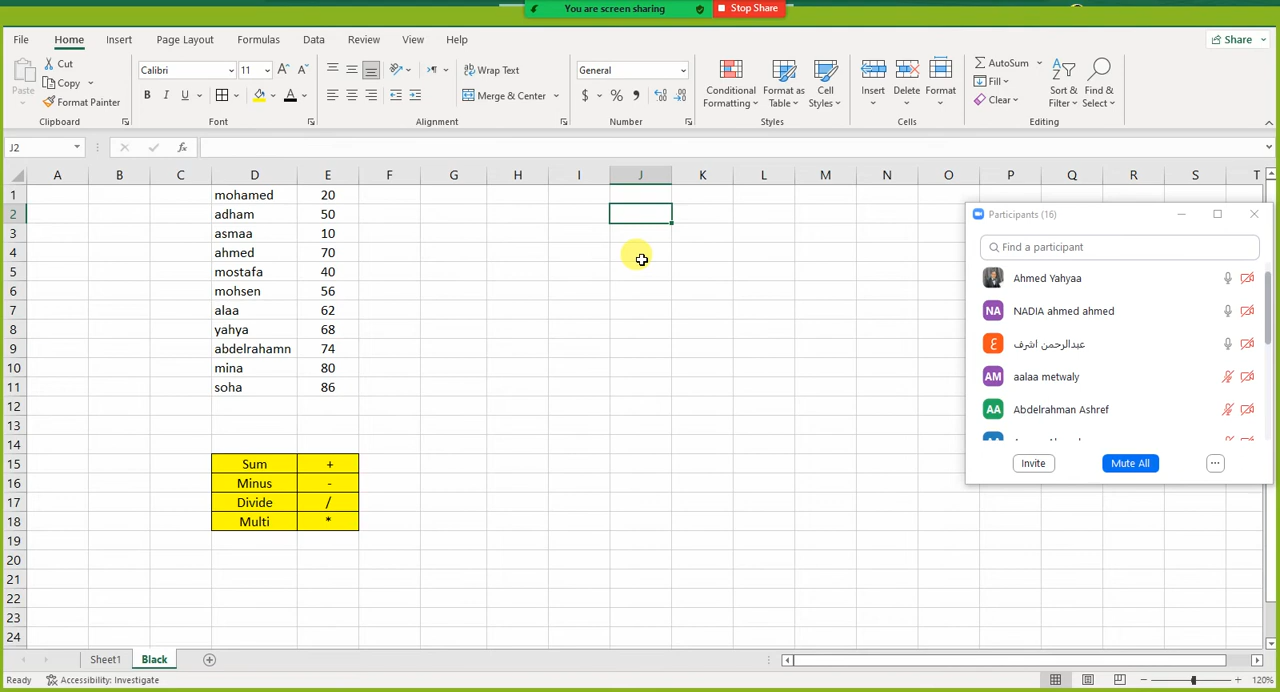 You are screen sharing Stop Share
File Home Insert Page Layout Formulas Data Review View Help Share
Paste Cut Copy Format Painter Clipboard
Calibri 11 A A B I U A Font
Wrap Text Merge & Center Alignment
General $ % , Number
Conditional Formatting Format as Table Cell Styles Styles
Insert Delete Format Cells
AutoSum Fill Clear Sort & Filter Find & Select Editing
J2 fx
A B C D E F G H I J K L M N O P Q R S T
1 mohamed 20
2 adham 50
3 asmaa 10
4 ahmed 70
5 mostafa 40
6 mohsen 56
7 alaa 62
8 yahya 68
9 abdelrahamn 74
10 mina 80
11 soha 86
12
13
14
15 Sum +
16 Minus -
17 Divide /
18 Multi *
19
20
21
22
23
24
Participants (16)
Find a participant
Ahmed Yahyaa
NA NADIA ahmed ahmed
ع عبدالرحمن اشرف
AM aalaa metwaly
AA Abdelrahman Ashref
Invite Mute All ...
Sheet1 Black
Ready Accessibility: Investigate 120%